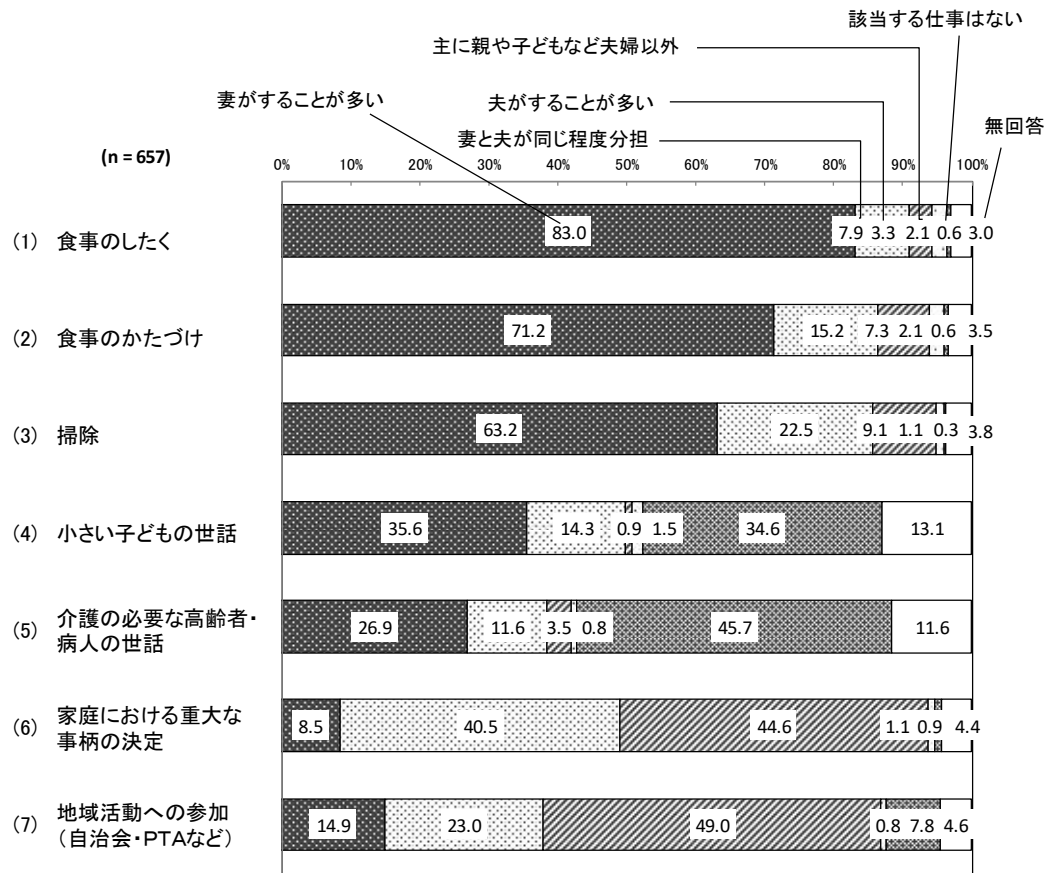 該当する仕事はない
主に親や子どもなど夫婦以外
妻がすることが多い
夫がすることが多い
無回答
妻と夫が同じ程度分担
(n = 657)
0% 10% 20% 30% 40% 50% 60% 70% 80% 90% 100%
(1) 食事のしたく 83.0 7.9 3.3 2.1 0.6 3.0
(2) 食事のかたづけ 71.2 15.2 7.3 2.1 0.6 3.5
(3) 掃除 63.2 22.5 9.1 1.1 0.3 3.8
(4) 小さい子どもの世話 35.6 14.3 0.9 1.5 34.6 13.1
(5) 介護の必要な高齢者・
病人の世話 26.9 11.6 3.5 0.8 45.7 11.6
(6) 家庭における重大な
事柄の決定 8.5 40.5 44.6 1.1 0.9 4.4
(7) 地域活動への参加
(自治会・PTAなど) 14.9 23.0 49.0 0.8 7.8 4.6